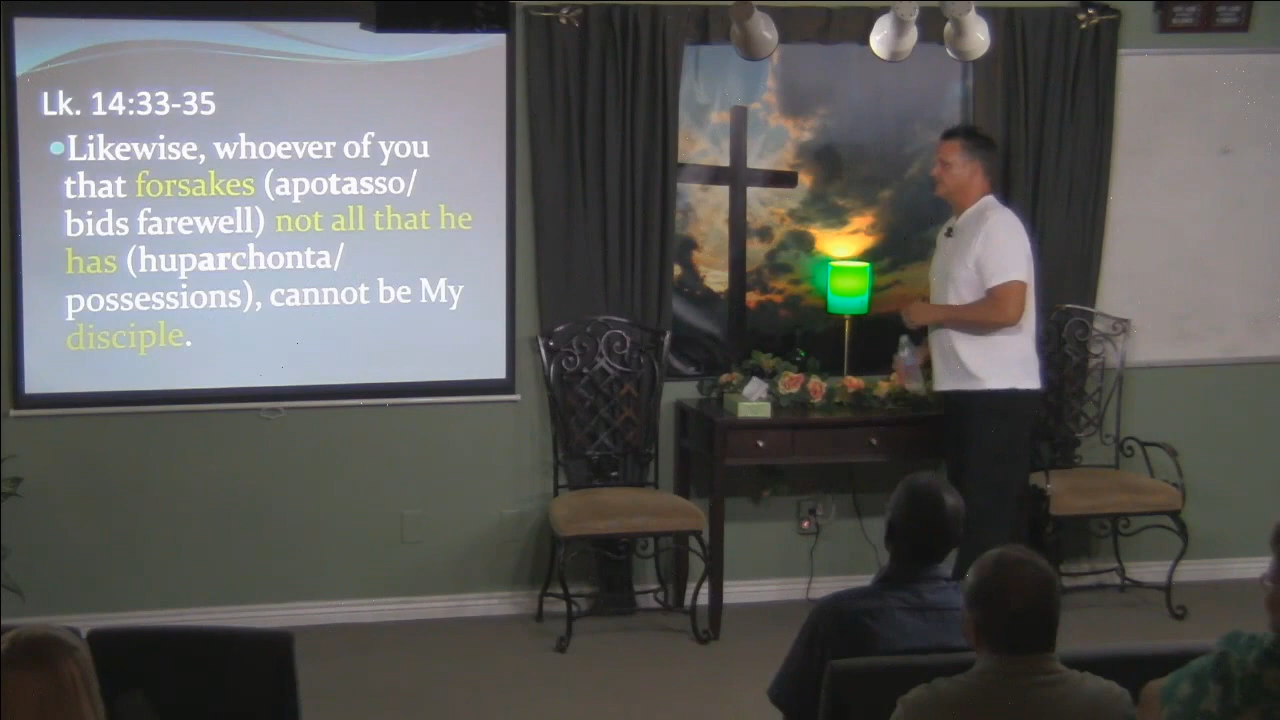 Lk. 14:33-35
•Likewise, whoever of you
that forsakes (apotasso/
bids farewell) not all that he
has (huparchonta/
possessions), cannot be My
disciple.